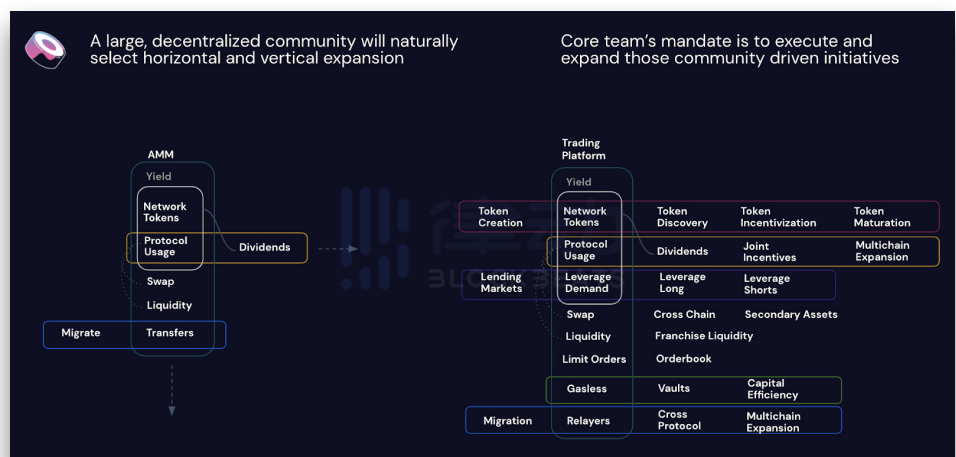 A large, decentralized community will naturally
select horizontal and vertical expansion
Core team's mandate is to execute and
expand those community driven initiatives
AMM
Yield
Network
Tokens
Protocol
Usage
Dividends
Swap
Liquidity
Migrate
Transfers
Trading
Platform
Yield
Token
Creation
Network
Tokens
Token
Discovery
Token
Incentivization
Token
Maturation
Protocol
Usage
Dividends
Joint
Incentives
Multichain
Expansion
Lending
Markets
Leverage
Demand
Leverage
Long
Leverage
Shorts
Swap
Cross Chain
Secondary Assets
Liquidity
Franchise Liquidity
Limit Orders
Orderbook
Gasless
Vaults
Capital
Efficiency
Migration
Relayers
Cross
Protocol
Multichain
Expansion